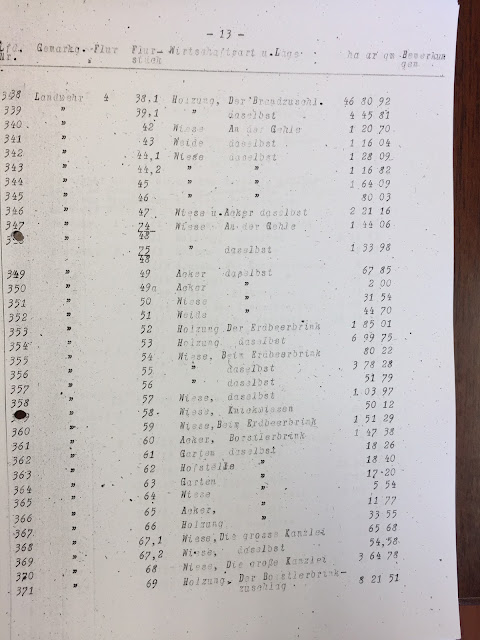 - 13 -
Lfd. Gemarkg. Flur Flur- Wirtschaftsart u. Lage ha ar qm Bemerkun
Nr. stück gen
338 Landwehr 4 38,1 Holzung, Der Brandzuschl. 46 80 92
339 " 39,1 " daselbst 4 45 81
340 " 42 Wiese An der Gehle 1 20 70
341 " 43 Weide daselbst 1 16 04
342 " 44,1 Wiese daselbst 1 28 09
343 " 44,2 " " 1 16 82
344 " 45 " " 1 64 09
345 " 46 " " 80 03
346 " 47 Wiese u. Acker daselbst 2 21 16
347 " 74 Wiese An der Gehle 1 44 06
48
" 75 " daselbst 1 33 98
48
349 " 49 Acker daselbst 67 85
350 " 49a Acker " 2 00
351 " 50 Wiese " 31 54
352 " 51 Weide " 44 70
353 " 52 Holzung Der Erdbeerbrink 1 85 01
354 " 53 Holzung daselbst 6 99 75
355 " 54 Wiese, Beim Erdbeerbrink 80 22
356 " 55 " daselbst 3 78 28
357 " 56 " daselbst 51 79
358 " 57 Wiese, daselbst 1 03 97
" 58 Wiese, 50 12
360 " 59 Wiese, Beim Erdbeerbrink 1 51 29
361 " 60 Acker, Borstlerbrink 1 47 38
362 " 61 Garten daselbst 18 26
363 " 62 Hofstelle " 18 40
364 " 63 Garten " 17 20
365 " 64 Wiese " 5 54
366 " 65 Acker, " 11 77
367 " 66 Holzung " 33 55
368 " 67,1 Wiese, Die grosse Kanzlei 65 68
369 " 67,2 Wiese, daselbst 54,58
370 " 68 Wiese, Die große Kanzlei 3 64 78
371 " 69 Holzung, Der Borstlerbrink- 8 21 51
zuschlag